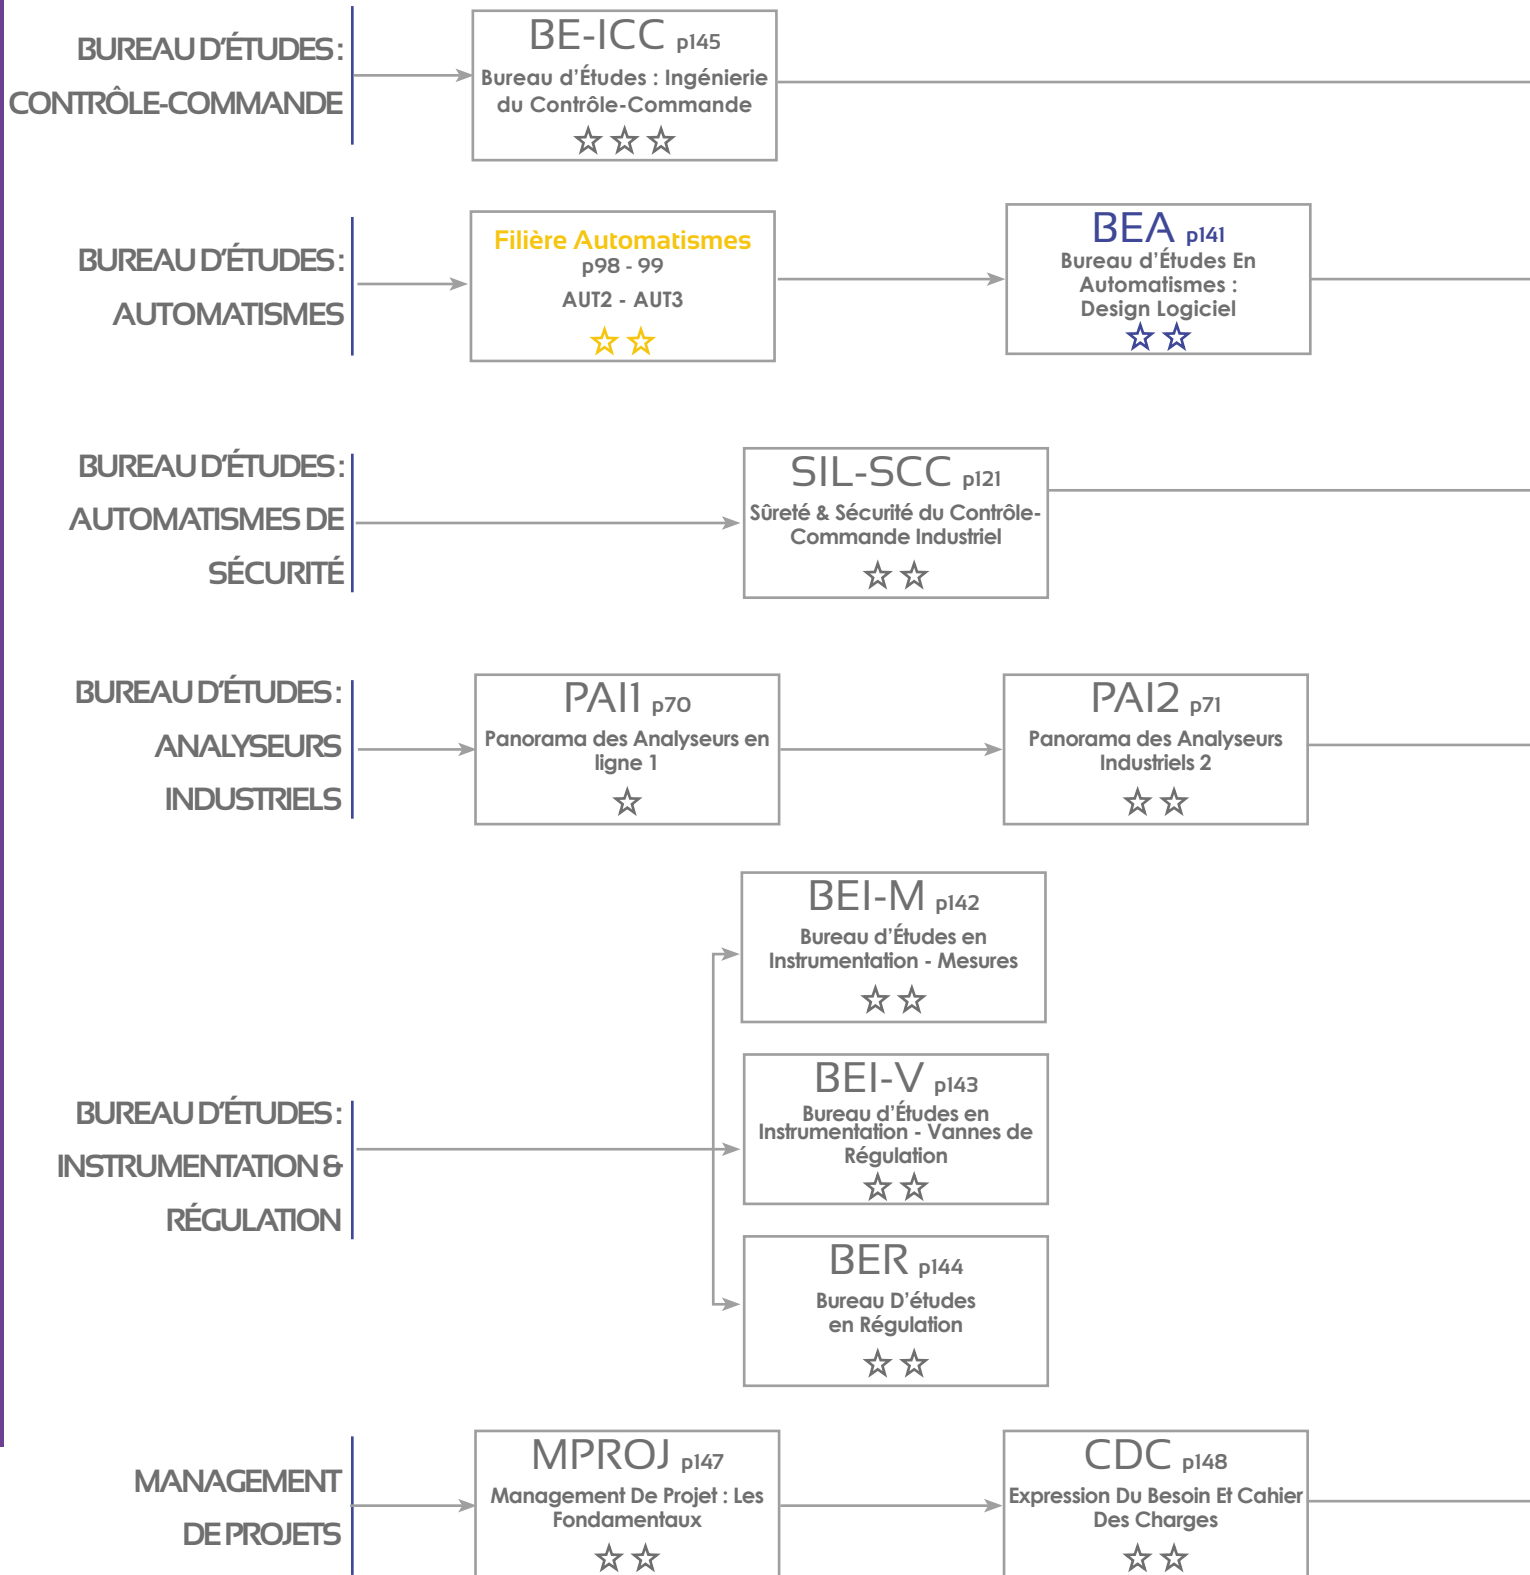 BUREAU D'ÉTUDES :
CONTRÔLE-COMMANDE
BE-ICC p145
Bureau d'Études : Ingénierie
du Contrôle-Commande
BUREAU D'ÉTUDES :
AUTOMATISMES
Filière Automatismes
p98 - 99
AUT2 - AUT3
BEA p141
Bureau d'Études En
Automatismes :
Design Logiciel
BUREAU D'ÉTUDES :
AUTOMATISMES DE
SÉCURITÉ
SIL-SCC p121
Sûreté & Sécurité du Contrôle-
Commande Industriel
BUREAU D'ÉTUDES :
ANALYSEURS
INDUSTRIELS
PAI1 p70
Panorama des Analyseurs en
ligne 1
PAI2 p71
Panorama des Analyseurs
Industriels 2
BUREAU D'ÉTUDES :
INSTRUMENTATION &
RÉGULATION
BEI-M p142
Bureau d'Études en
Instrumentation - Mesures
BEI-V p143
Bureau d'Études en
Instrumentation - Vannes de
Régulation
BER p144
Bureau D'études
en Régulation
MANAGEMENT
DE PROJETS
MPROJ p147
Management De Projet : Les
Fondamentaux
CDC p148
Expression Du Besoin Et Cahier
Des Charges